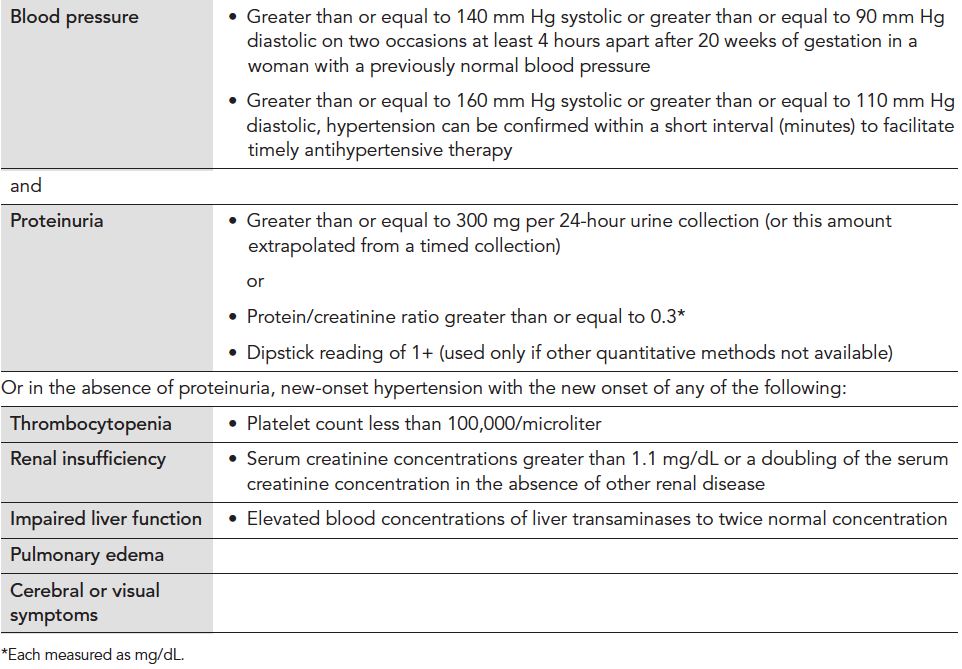 Blood pressure
• Greater than or equal to 140 mm Hg systolic or greater than or equal to 90 mm Hg
diastolic on two occasions at least 4 hours apart after 20 weeks of gestation in a
woman with a previously normal blood pressure
• Greater than or equal to 160 mm Hg systolic or greater than or equal to 110 mm Hg
diastolic, hypertension can be confirmed within a short interval (minutes) to facilitate
timely antihypertensive therapy
and
Proteinuria
• Greater than or equal to 300 mg per 24-hour urine collection (or this amount
extrapolated from a timed collection)
or
• Protein/creatinine ratio greater than or equal to 0.3*
• Dipstick reading of 1+ (used only if other quantitative methods not available)
Or in the absence of proteinuria, new-onset hypertension with the new onset of any of the following:
Thrombocytopenia
• Platelet count less than 100,000/microliter
Renal insufficiency
• Serum creatinine concentrations greater than 1.1 mg/dL or a doubling of the serum
creatinine concentration in the absence of other renal disease
Impaired liver function
• Elevated blood concentrations of liver transaminases to twice normal concentration
Pulmonary edema
Cerebral or visual
symptoms
*Each measured as mg/dL.